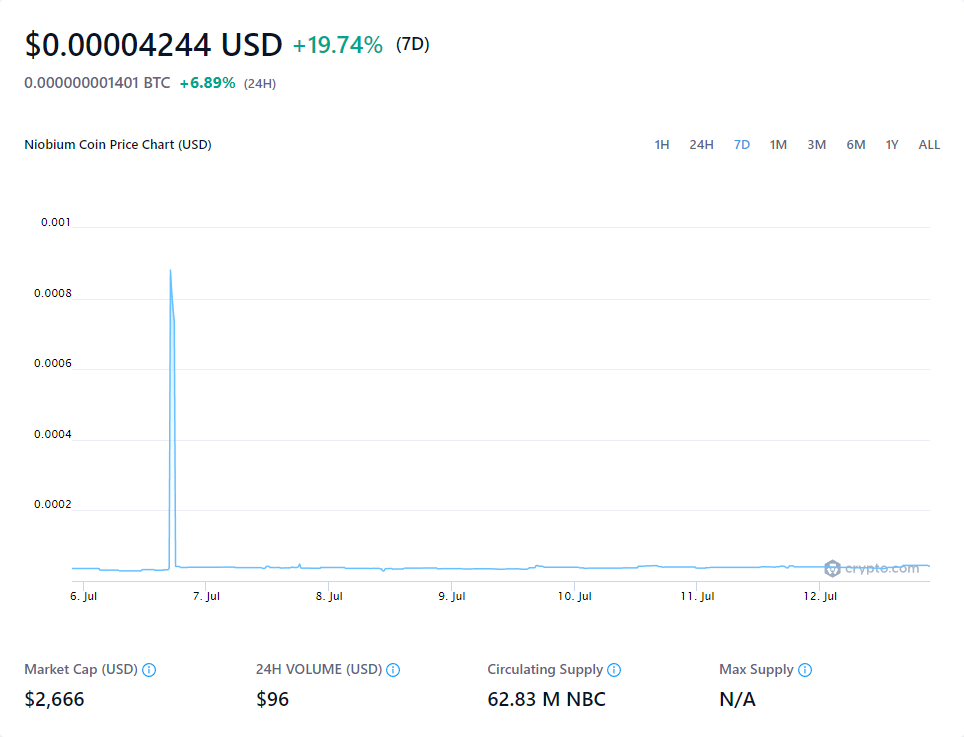 $0.00004244 USD +19.74% (7D)
0.000000001401 BTC +6.89% (24H)
Niobium Coin Price Chart (USD) 1H 24H 7D 1M 3M 6M 1Y ALL
0.001
0.0008
0.0006
0.0004
0.0002
crypto.com
6. Jul 7. Jul 8. Jul 9. Jul 10. Jul 11. Jul 12. Jul
Market Cap (USD) 24H VOLUME (USD) Circulating Supply Max Supply
$2,666 $96 62.83 M NBC N/A